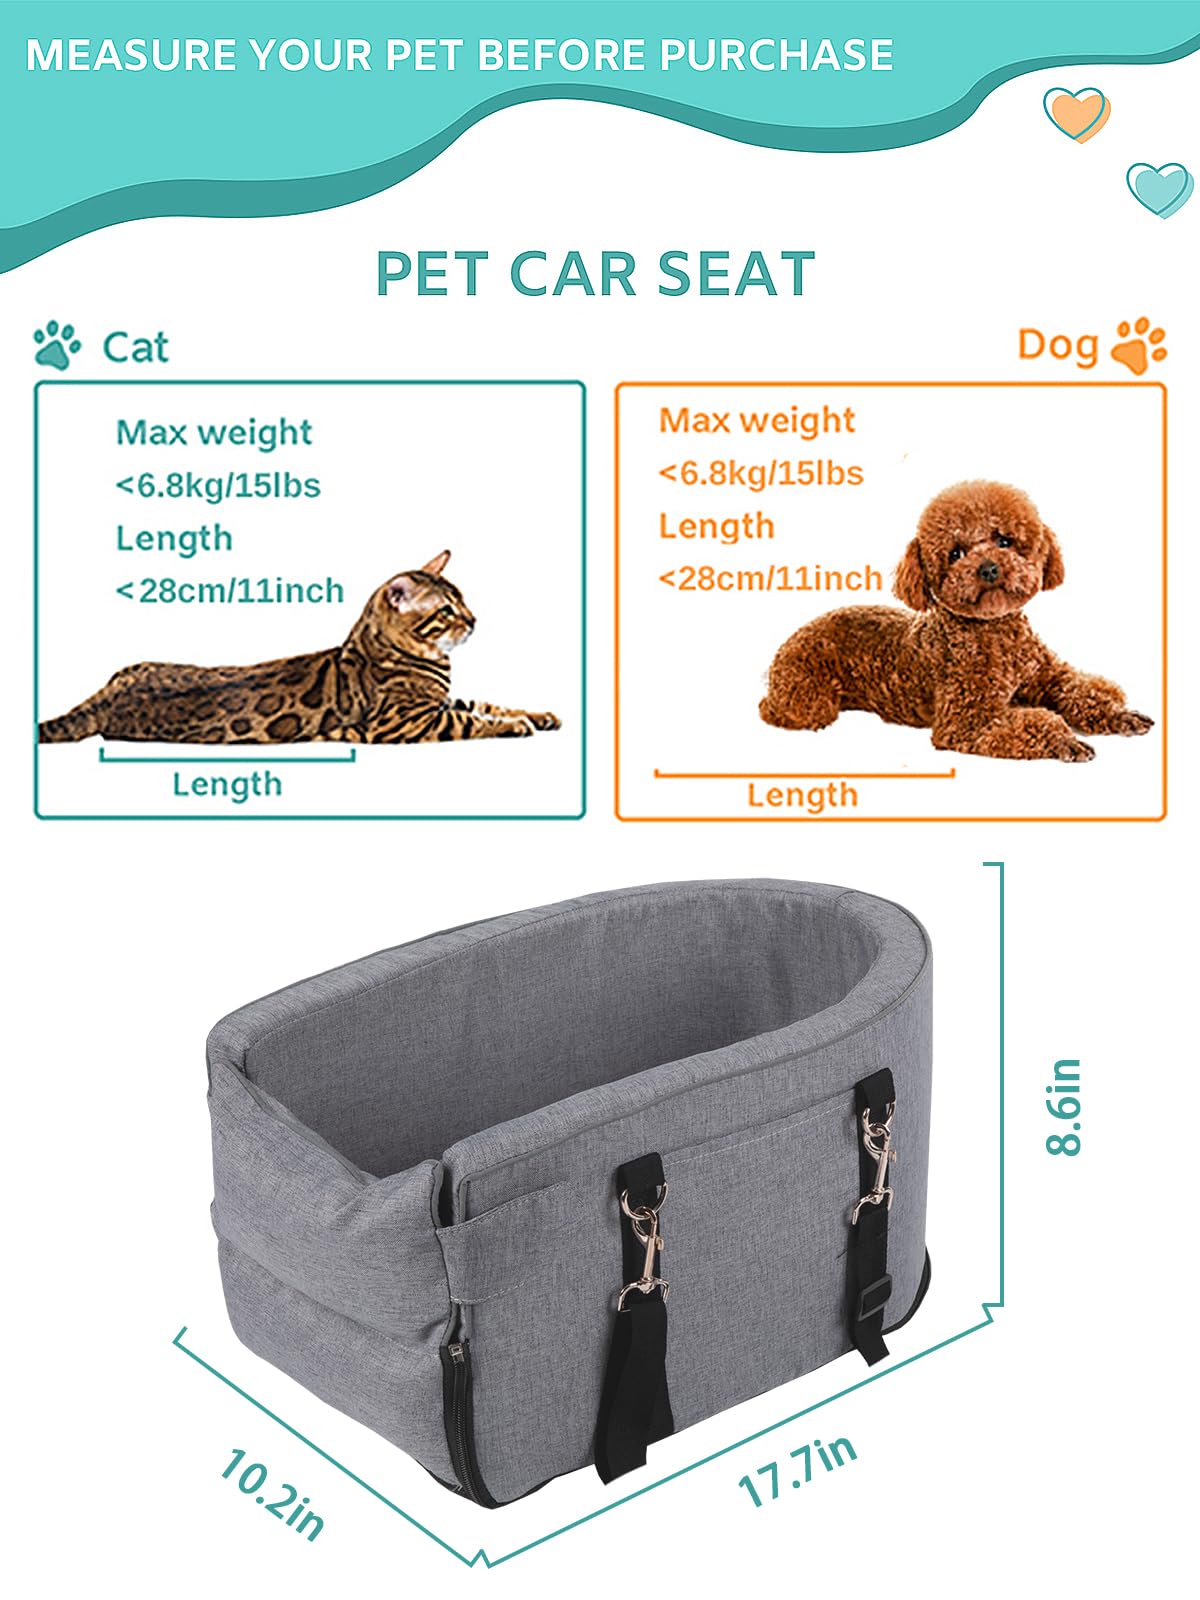 MEASURE YOUR PET BEFORE PURCHASE
PET CAR SEAT
Cat
Max weight
<6.8kg/15lbs
Length
<28cm/11inch
Length
Dog
Max weight
<6.8kg/15lbs
Length
<28cm/11inch
Length
8.6in
10.2in
17.7in